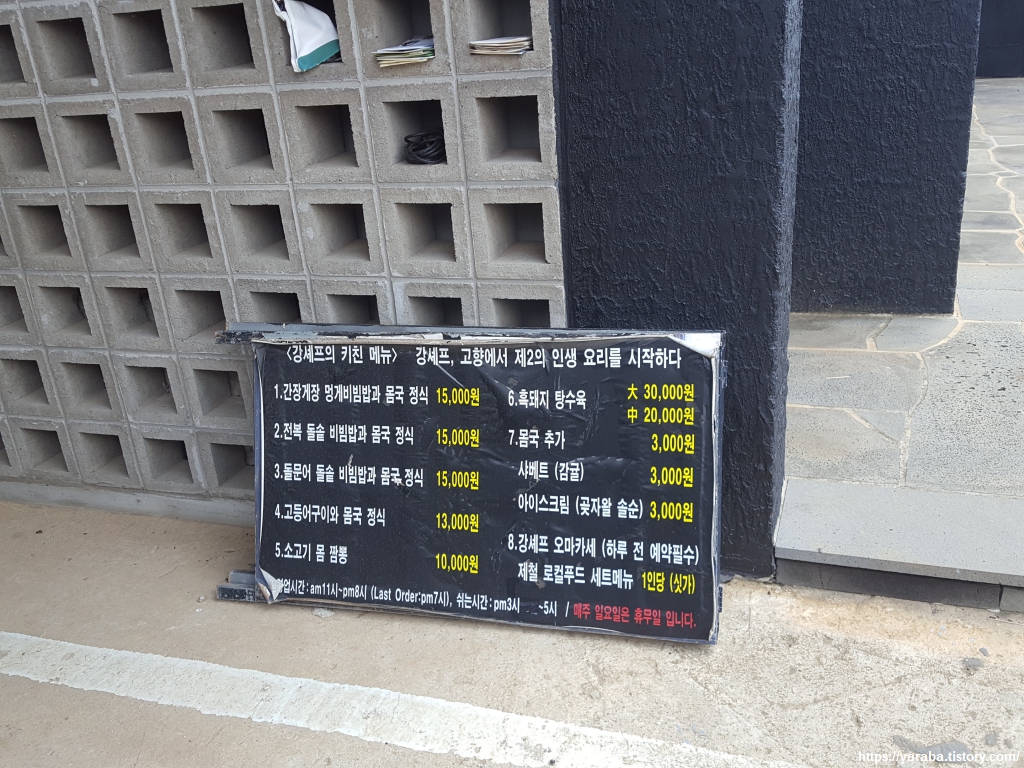 <강셰프의 키친 메뉴> 강셰프, 고향에서 제2의 인생 요리를 시작하다
1.간장게장 멍게비빔밥과 몸국 정식 15,000원
2.전복 돌솥 비빔밥과 몸국 정식 15,000원
3.돌문어 돌솥 비빔밥과 몸국 정식 15,000원
4.고등어구이와 몸국 정식 13,000원
5.소고기 몸 짬뽕 10,000원
6.흑돼지 탕수육 大 30,000원
中 20,000원
7.몸국 추가 3,000원
샤베트 (감귤) 3,000원
아이스크림 (곶자왈 솔순) 3,000원
8.강셰프 오마카세 (하루 전 예약필수)
제철 로컬푸드 세트메뉴 1인당 (싯가)
영업시간:am11시~pm8시 (Last Order:pm7시), 쉬는시간:pm3시 ~5시 / 매주 일요일은 휴무일 입니다.
https://yuraba.tistory.com/